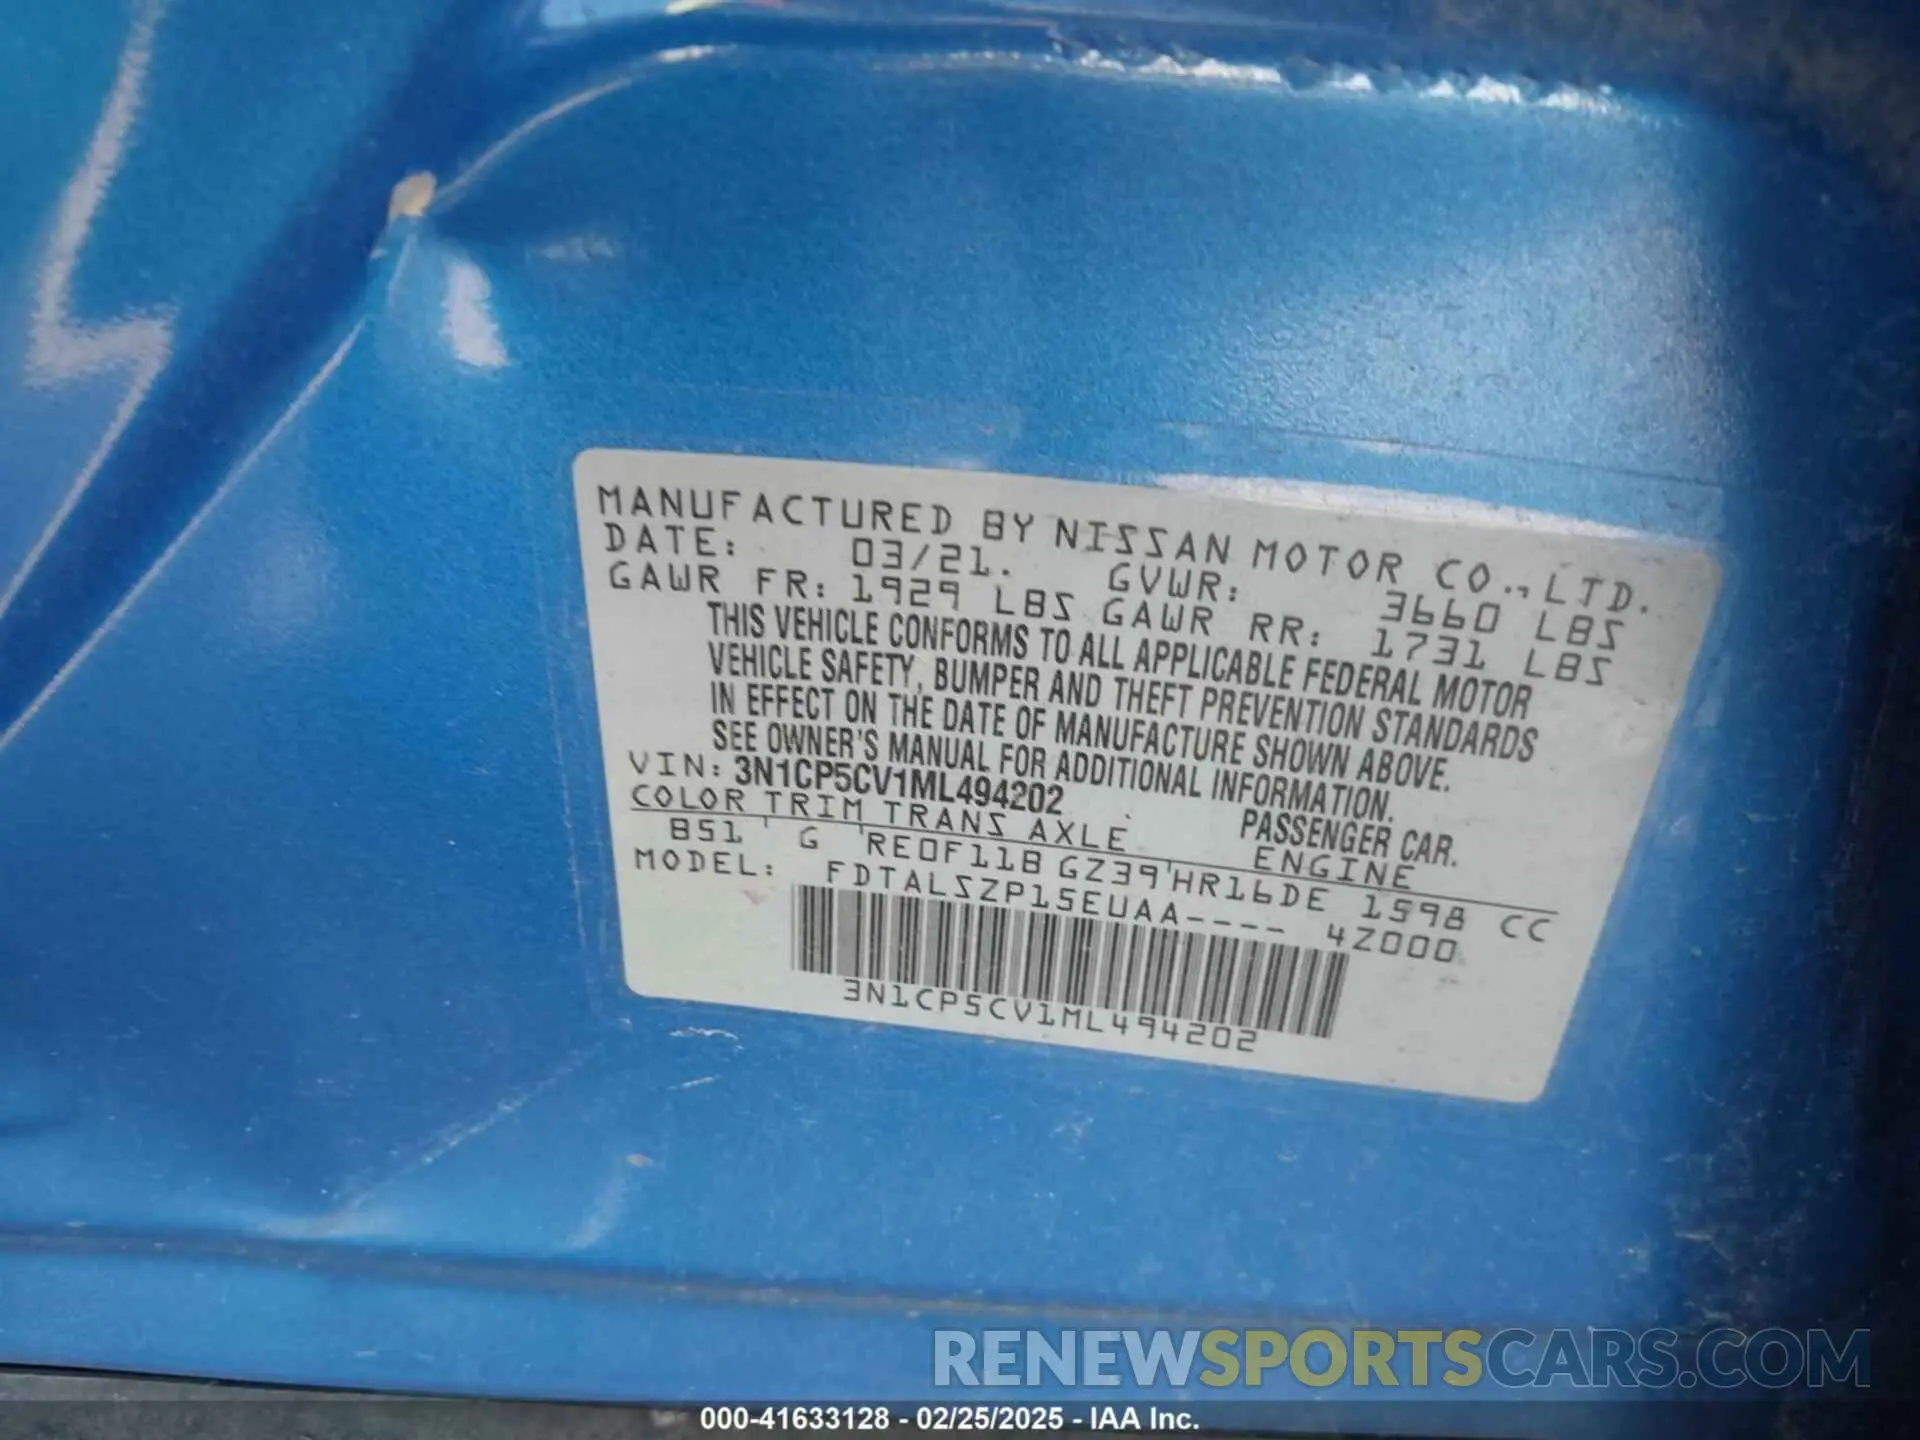 MANUFACTURED BY NISSAN MOTOR CO., LTD.
DATE: 03/21. GVWR: 3660 LBS
GAWR FR: 1929 LBS GAWR RR: 1731 LBS
THIS VEHICLE CONFORMS TO ALL APPLICABLE FEDERAL MOTOR
VEHICLE SAFETY, BUMPER AND THEFT PREVENTION STANDARDS
IN EFFECT ON THE DATE OF MANUFACTURE SHOWN ABOVE.
SEE OWNER'S MANUAL FOR ADDITIONAL INFORMATION.
VIN: 3N1CP5CV1ML494202 PASSENGER CAR.
COLOR TRIM TRANS AXLE ENGINE
B51 G RE0F11B GZ39 HR16DE 1598 CC
MODEL: FDTALSZP15EUAA---- 4Z000
3N1CP5CV1ML494202
RENEWSPORTSCARS.COM
000-41633128 - 02/25/2025 - IAA Inc.